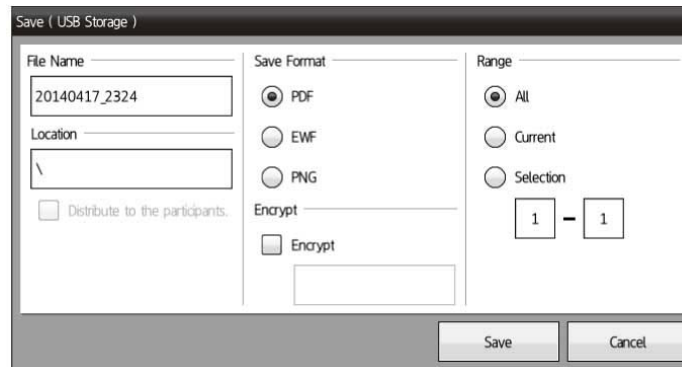 Save ( USB Storage )
File Name
20140417_2324
Location
\
Distribute to the participants.
Save Format
PDF
EWF
PNG
Encrypt
Encrypt
Range
All
Current
Selection
1 - 1
Save
Cancel